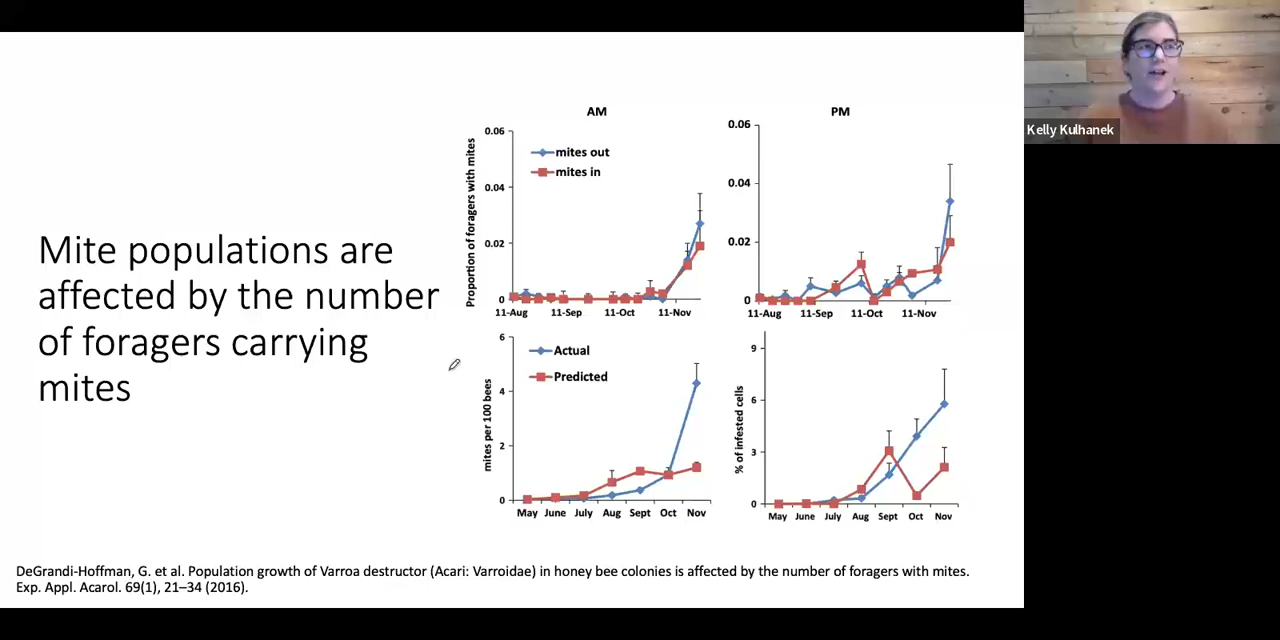 Kelly Kulhanek
Mite populations are
affected by the number
of foragers carrying
mites
AM
Proportion of foragers with mites
0.06
0.04
0.02
0
mites out
mites in
11-Aug 11-Sep 11-Oct 11-Nov
PM
0.06
0.04
0.02
0
11-Aug 11-Sep 11-Oct 11-Nov
mites per 100 bees
6
4
2
0
Actual
Predicted
May June July Aug Sept Oct Nov
% of infested cells
9
6
3
0
May June July Aug Sept Oct Nov
DeGrandi-Hoffman, G. et al. Population growth of Varroa destructor (Acari: Varroidae) in honey bee colonies is affected by the number of foragers with mites.
Exp. Appl. Acarol. 69(1), 21–34 (2016).